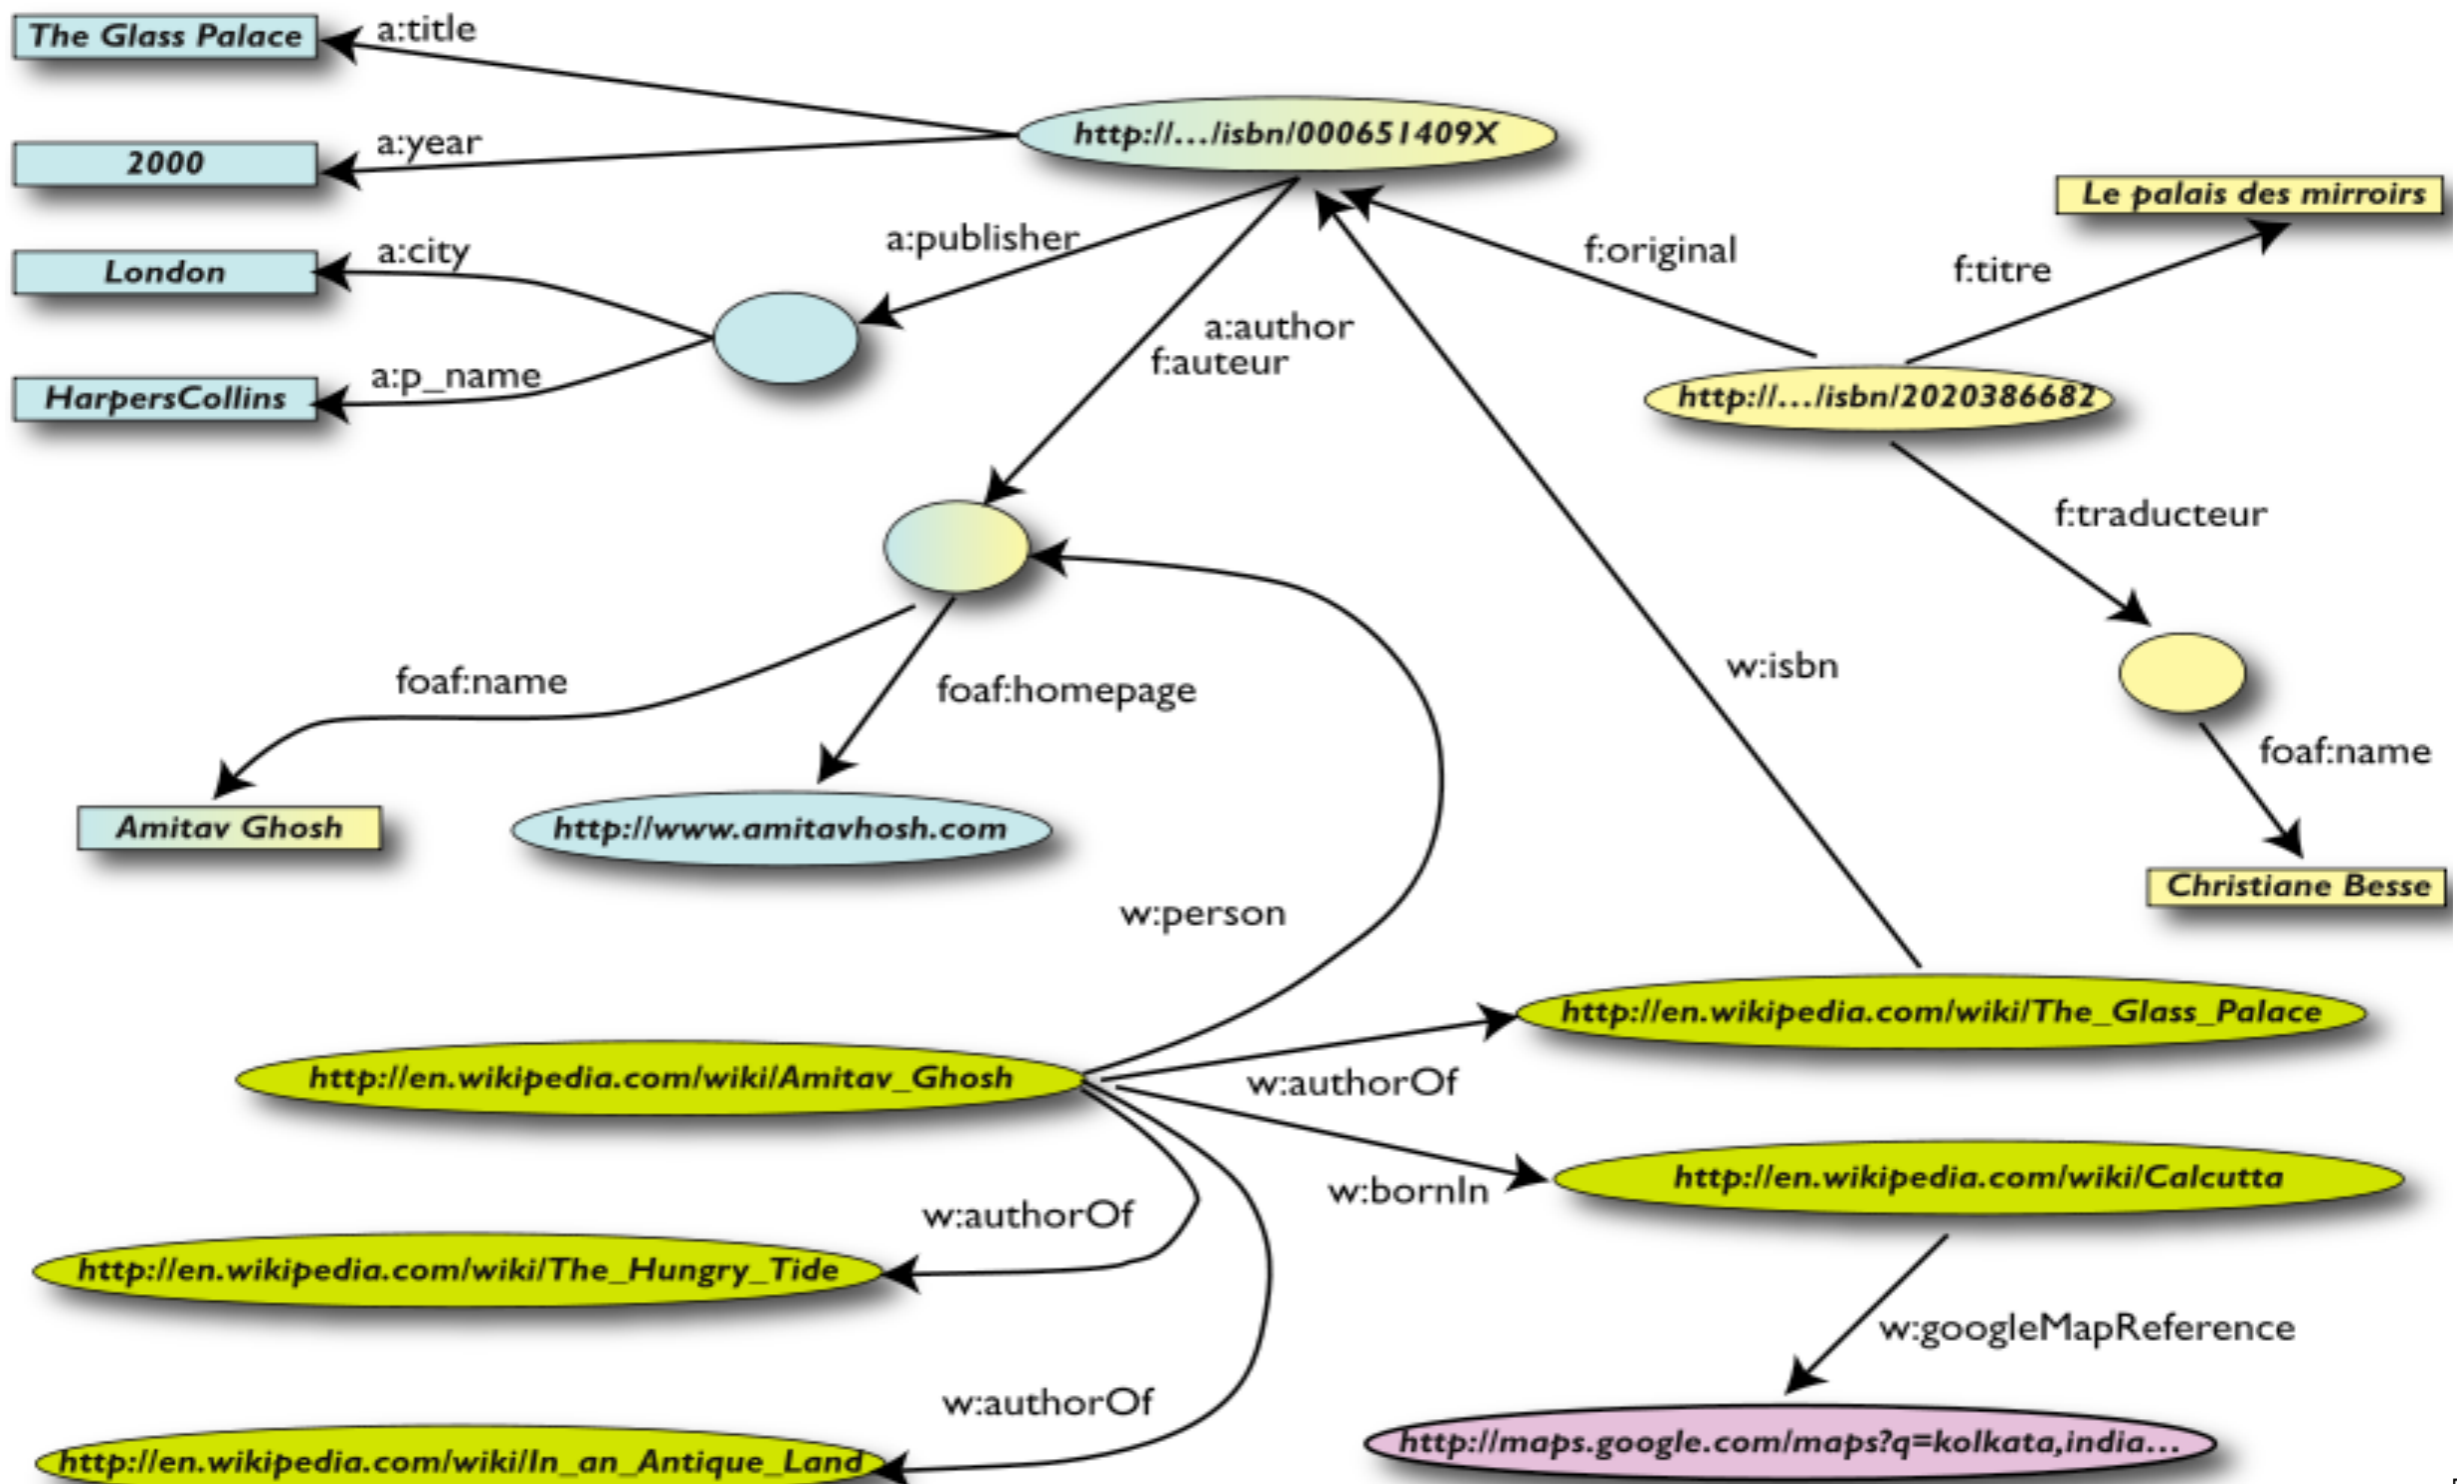 The Glass Palace
a:title
http://.../isbn/000651409X
2000
a:year
Le palais des mirroirs
London
a:city
a:publisher
f:original
f:titre
a:author
f:auteur
HarpersCollins
a:p_name
http://.../isbn/2020386682
f:traducteur
foaf:name
foaf:homepage
w:isbn
foaf:name
Amitav Ghosh
http://www.amitavhosh.com
Christiane Besse
w:person
http://en.wikipedia.com/wiki/The_Glass_Palace
http://en.wikipedia.com/wiki/Amitav_Ghosh
w:authorOf
http://en.wikipedia.com/wiki/Calcutta
w:bornIn
w:authorOf
http://en.wikipedia.com/wiki/The_Hungry_Tide
w:googleMapReference
w:authorOf
http://maps.google.com/maps?q=kolkata,india...
http://en.wikipedia.com/wiki/In_an_Antique_Land